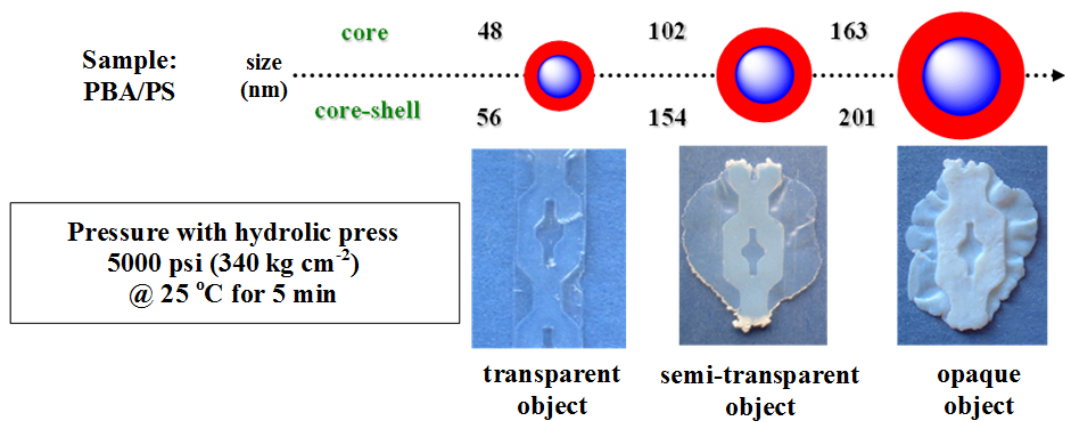 Sample:
PBA/PS
size
(nm)
core
48
102
163
core-shell
56
154
201
Pressure with hydrolic press
5000 psi (340 kg cm⁻²)
@ 25 °C for 5 min
transparent
object
semi-transparent
object
opaque
object